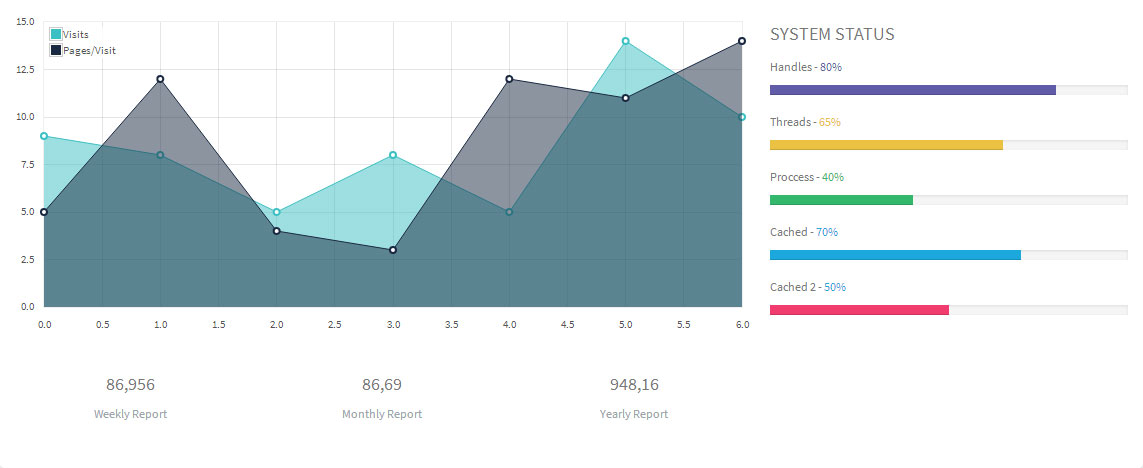 15.0
12.5
10.0
7.5
5.0
2.5
0.0
Visits
Pages/Visit
0.0 0.5 1.0 1.5 2.0 2.5 3.0 3.5 4.0 4.5 5.0 5.5 6.0
86,956
Weekly Report
86,69
Monthly Report
948,16
Yearly Report
SYSTEM STATUS
Handles - 80%
Threads - 65%
Proccess - 40%
Cached - 70%
Cached 2 - 50%